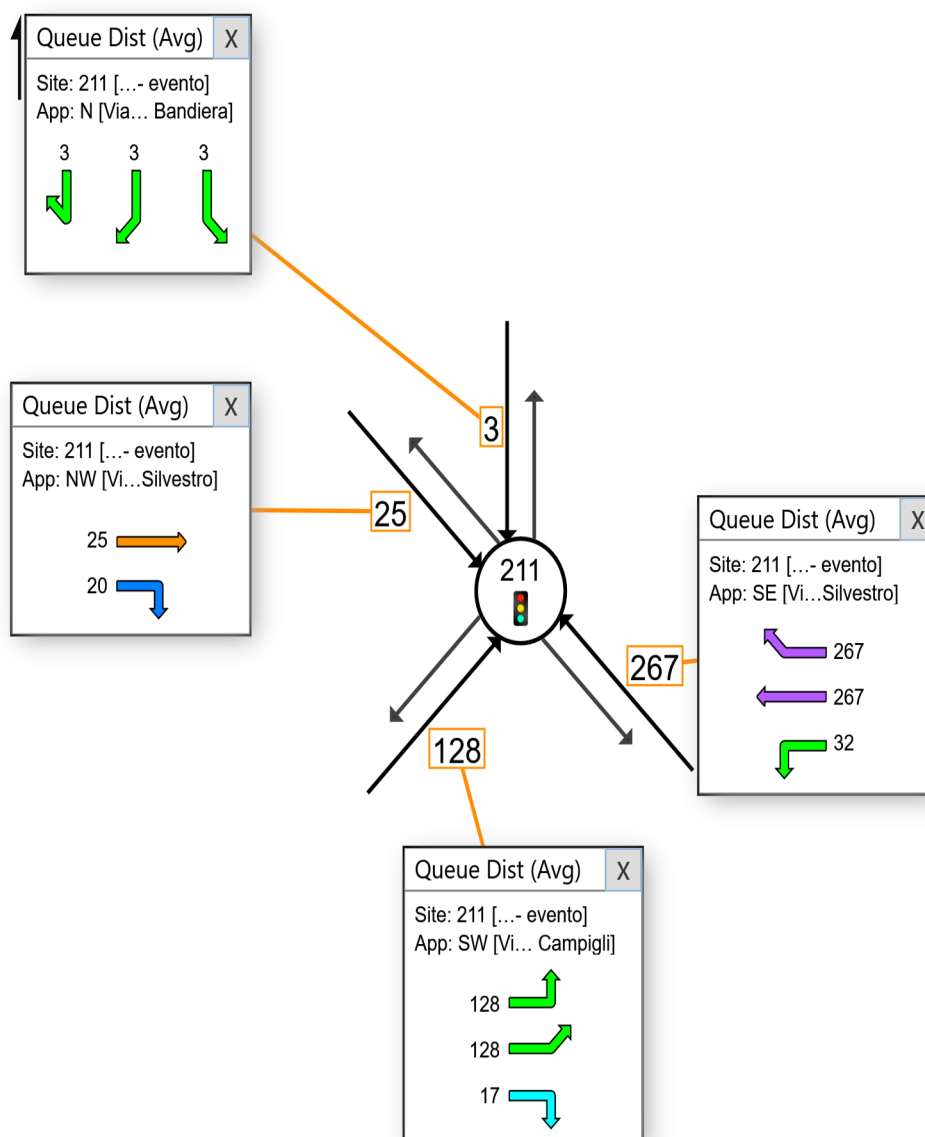 Queue Dist (Avg) X
Site: 211 [...- evento]
App: N [Via... Bandiera]
3 3 3
3
Queue Dist (Avg) X
Site: 211 [...- evento]
App: NW [Vi...Silvestro]
25
20
25
211
Queue Dist (Avg) X
Site: 211 [...- evento]
App: SE [Vi...Silvestro]
267
267
32
267
128
Queue Dist (Avg) X
Site: 211 [...- evento]
App: SW [Vi... Campigli]
128
128
17